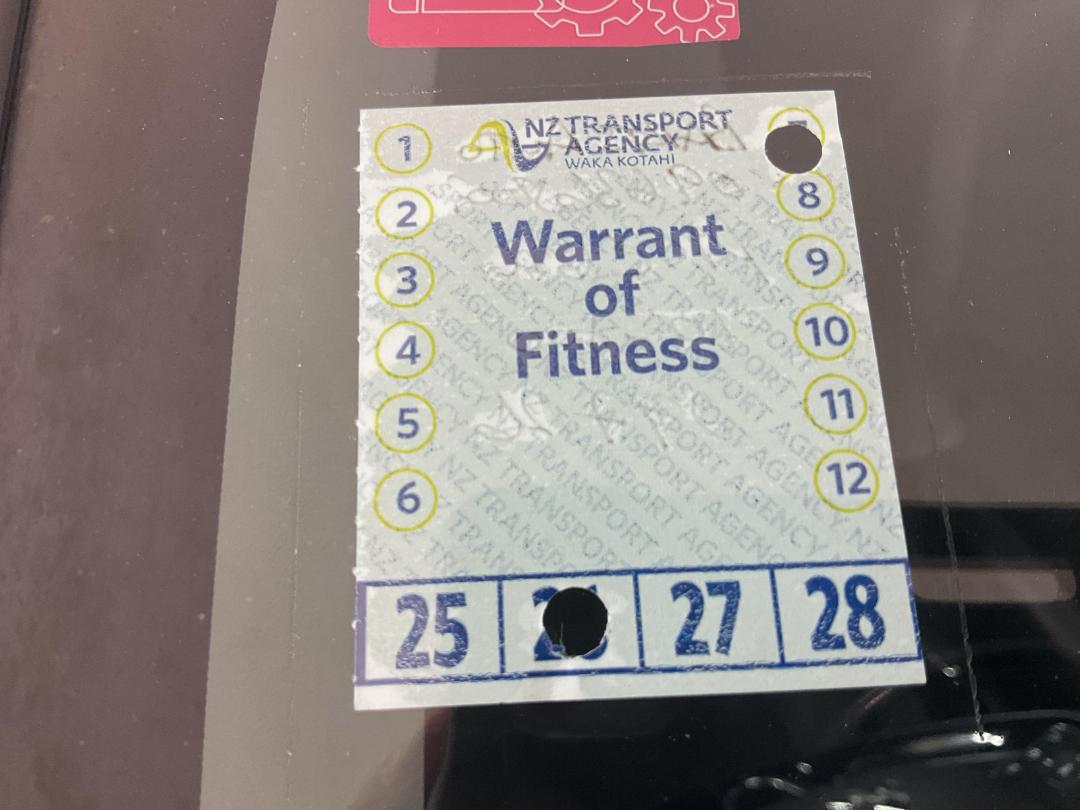 NZ TRANSPORT
AGENCY
WAKA KOTAHI
Warrant
of
Fitness
1
2
3
4
5
6
8
9
10
11
12
25
27
28